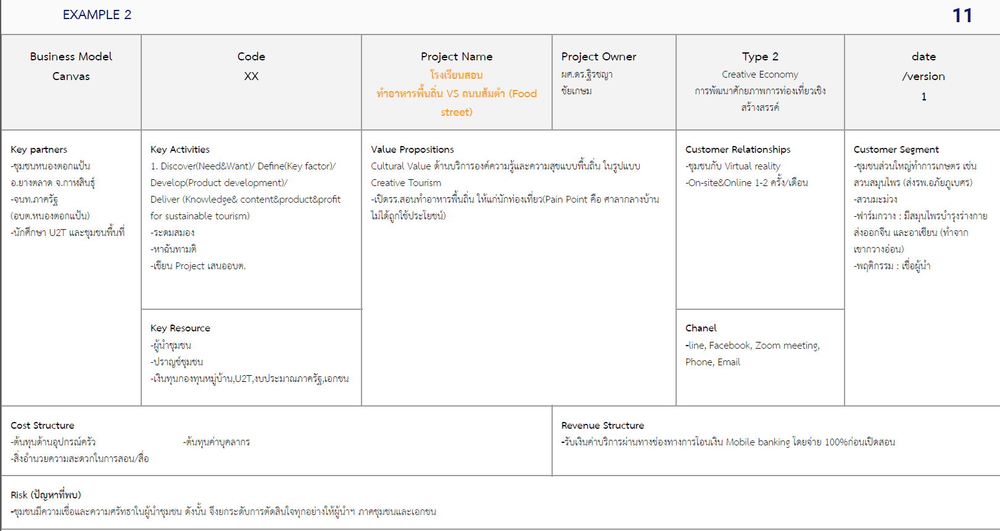 EXAMPLE 2
11
Business Model
Canvas
Code
XX
Project Name
โรงเรียนสอน
ทำอาหารพื้นถิ่น VS ถนนส้มตำ (Food
street)
Project Owner
ผศ.ดร.ฐิรชญา
ชัยเกษม
Type 2
Creative Economy
การพัฒนาศักยภาพการท่องเที่ยวเชิง
สร้างสรรค์
date
/version
1
Key partners
-ชุมชนหนองตอกแป้น
อ.ยางตลาด จ.กาฬสินธุ์
-จนท.ภาครัฐ
(อบต.หนองตอกแป้น)
-นักศึกษา U2T และชุมชนพื้นที่
Key Activities
1. Discover(Need&Want)/ Define(Key factor)/
Develop(Product development)/
Deliver (Knowledge& content&product&profit
for sustainable tourism)
-ระดมสมอง
-หาฉันทามติ
-เขียน Project เสนออบต.
Key Resource
-ผู้นำชุมชน
-ปราญช์ชุมชน
-เงินทุนกองทุนหมู่บ้าน,U2T,งบประมาณภาครัฐ,เอกชน
Value Propositions
Cultural Value ด้านบริการองค์ความรู้และความสุขแบบพื้นถิ่น ในรูปแบบ
Creative Tourism
-เปิดรร.สอนทำอาหารพื้นถิ่น ให้แก่นักท่องเที่ยว(Pain Point คือ ศาลากลางบ้าน
ไม่ได้ถูกใช้ประโยชน์)
Customer Relationships
-ชุมชนกับ Virtual reality
-On-site&Online 1-2 ครั้ง/เดือน
Chanel
-line, Facebook, Zoom meeting,
Phone, Email
Customer Segment
-ชุมชนส่วนใหญ่ทำการเกษตร เช่น
สวนสมุนไพร (ส่งรพ.อภัยภูเบศร)
-สวนมะม่วง
-ฟาร์มกวาง : มีสมุนไพรบำรุงร่างกาย
ส่งออกจีน และอาเซียน (ทำจาก
เขากวางอ่อน)
-พฤติกรรม : เชื่อผู้นำ
Cost Structure
-ต้นทุนด้านอุปกรณ์ครัว -ต้นทุนค่าบุคลากร
-สิ่งอำนวยความสะดวกในการสอน/สื่อ
Revenue Structure
-รับเงินค่าบริการผ่านทางช่องทางการโอนเงิน Mobile banking โดยจ่าย 100%ก่อนเปิดสอน
Risk (ปัญหาที่พบ)
-ชุมชนมีความเชื่อและความศรัทธาในผู้นำชุมชน ดังนั้น จึงยกระดับการตัดสินใจทุกอย่างให้ผู้นำฯ ภาคชุมชนและเอกชน